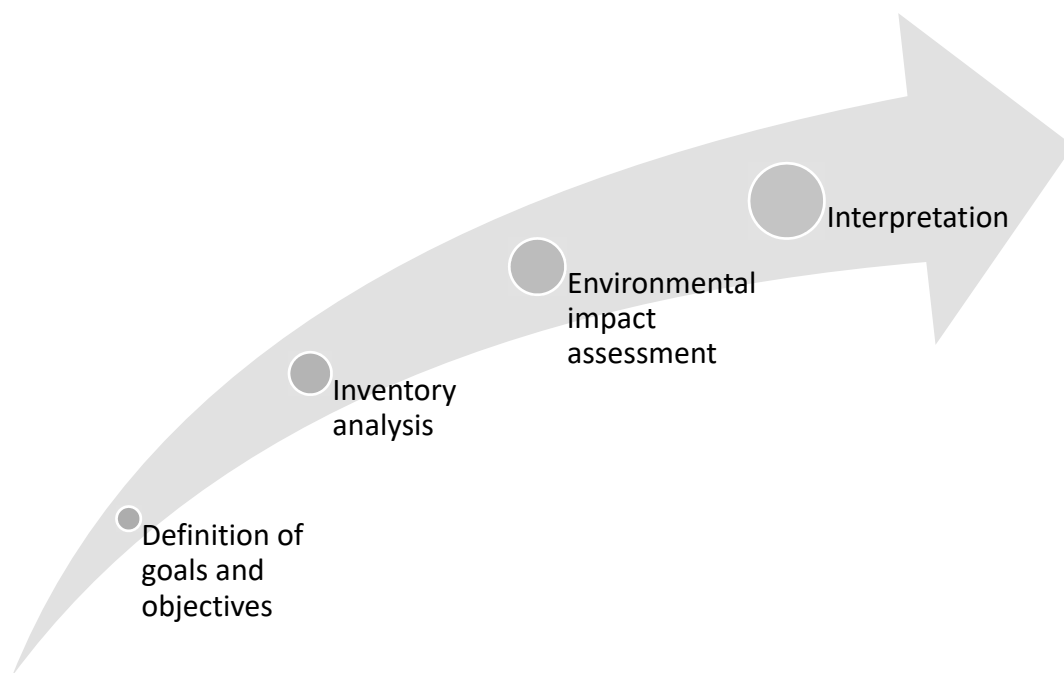 Interpretation
Environmental
impact
assessment
Inventory
analysis
Definition of
goals and
objectives